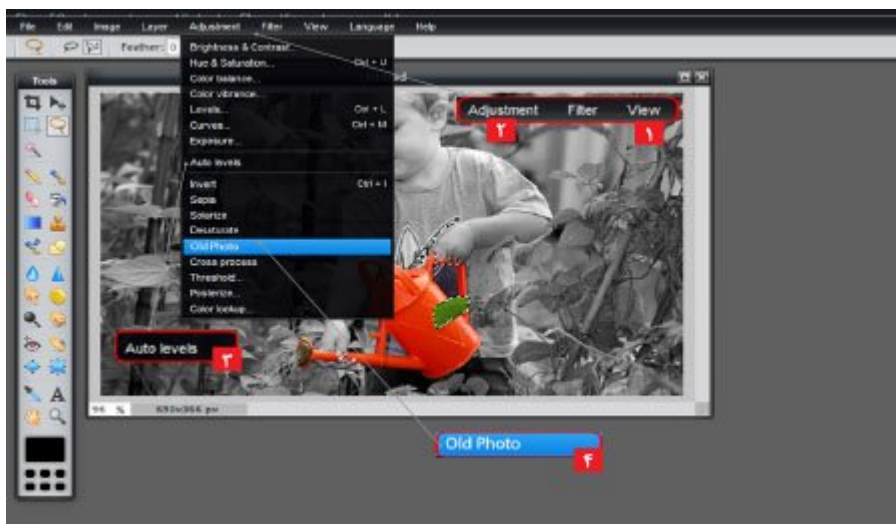 File Edit Image Layer Adjustment Filter View Language Help
Feather: 0
Brightness & Contrast...
Hue & Saturation... Ctrl + U
Color balance...
Color vibrance...
Levels... Ctrl + L
Curves... Ctrl + M
Exposure...
Auto levels
Invert Ctrl + I
Sepia
Solarize
Desaturate
Old Photo
Cross process
Threshold...
Posterize...
Color lookup...
Tools
Adjustment Filter View
۲ ۱
Auto levels
۳
96 %
Old Photo
۴